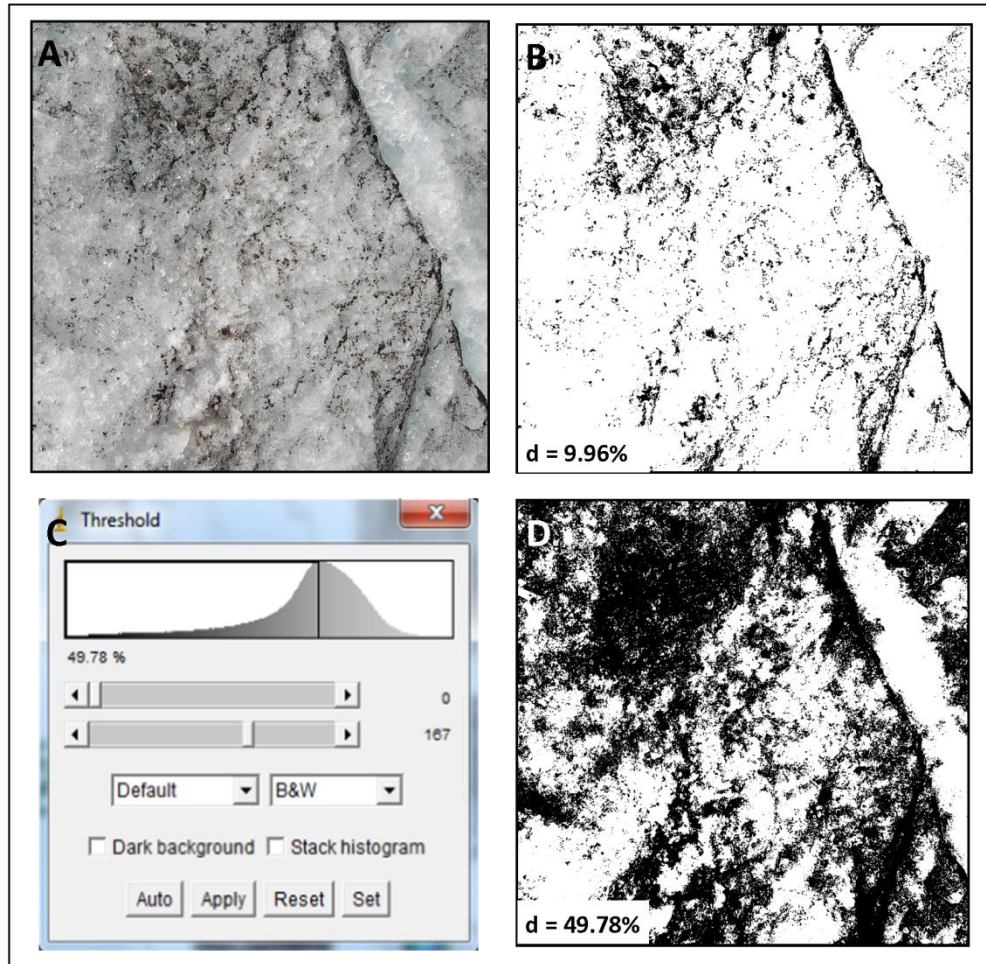 A
B
d = 9.96%
C
Threshold
49.78 %
0
167
Default
B&W
Dark background
Stack histogram
Auto
Apply
Reset
Set
D
d = 49.78%